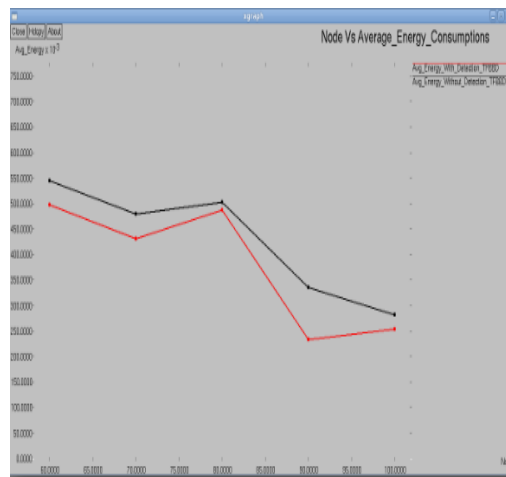 xgraph
Close Hdcpy About
Node Vs Average_Energy_Consumptions
Avg_Energy x 10-3
Avg_Energy_With_Detection_TRBBD
Avg_Energy_Without_Detection_TRBBD
750.0000
700.0000
650.0000
600.0000
550.0000
500.0000
450.0000
400.0000
350.0000
300.0000
250.0000
200.0000
150.0000
100.0000
50.0000
0.0000
60.0000 65.0000 70.0000 75.0000 80.0000 85.0000 90.0000 95.0000 100.0000